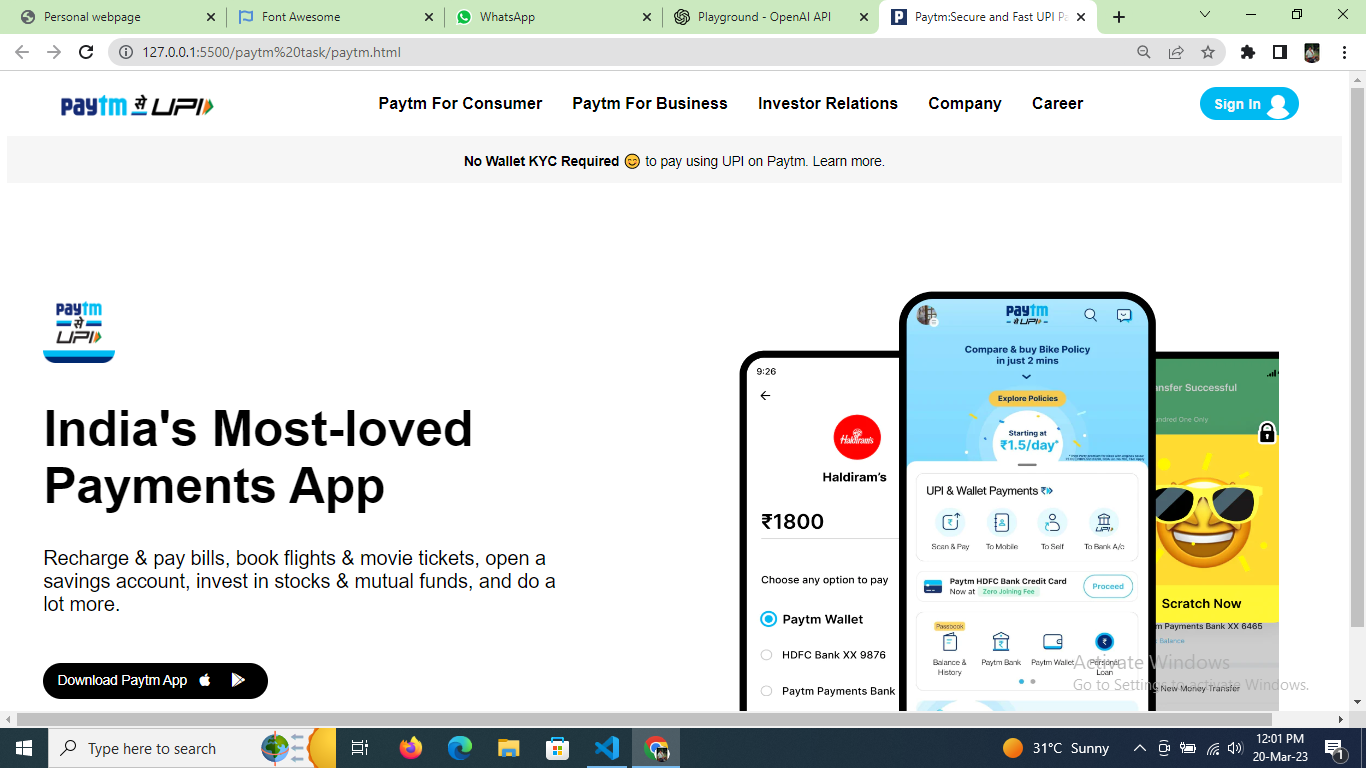 Personal webpage
Font Awesome
WhatsApp
Playground - OpenAI API
Paytm:Secure and Fast UPI Pa
127.0.0.1:5500/paytm%20task/paytm.html
paytm से UPI
Paytm For Consumer
Paytm For Business
Investor Relations
Company
Career
Sign In
No Wallet KYC Required 😊 to pay using UPI on Paytm. Learn more.
paytm
से
UPI
India's Most-loved
Payments App
Recharge & pay bills, book flights & movie tickets, open a
savings account, invest in stocks & mutual funds, and do a
lot more.
Download Paytm App
9:26
Haldiram's
Haldiram's
₹1800
Choose any option to pay
Paytm Wallet
HDFC Bank XX 9876
Paytm Payments Bank
paytm
से UPI
Compare & buy Bike Policy
in just 2 mins
Explore Policies
Starting at
₹1.5/day*
UPI & Wallet Payments
Scan & Pay
To Mobile
To Self
To Bank A/c
Paytm HDFC Bank Credit Card
Now at Zero Joining Fee
Proceed
Passbook
Balance &
History
Paytm Bank
Paytm Wallet
Personal
Loan
nsfer Successful
ndred One Only
Scratch Now
m Payments Bank XX 6465
Balance
New Money Transfer
Activate Windows
Go to Settings to activate Windows.
Type here to search
31°C Sunny
12:01 PM
20-Mar-23
1